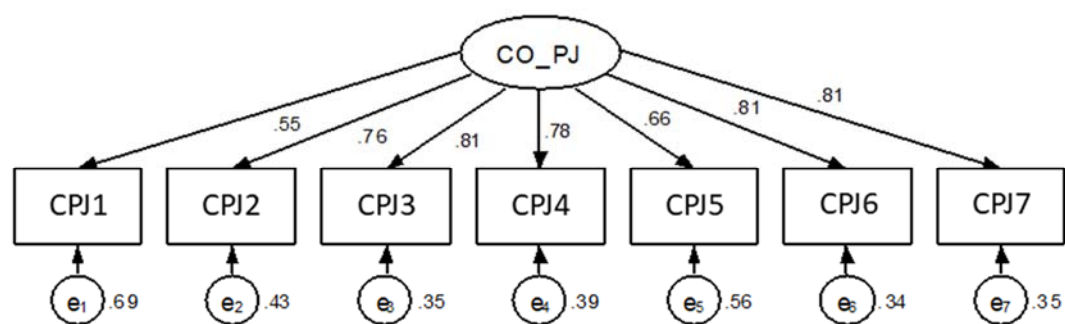 CO_PJ
.55 .76 .81 .78 .66 .81 .81
CPJ1 CPJ2 CPJ3 CPJ4 CPJ5 CPJ6 CPJ7
e₁ .69 e₂ .43 e₃ .35 e₄ .39 e₅ .56 e₆ .34 e₇ .35